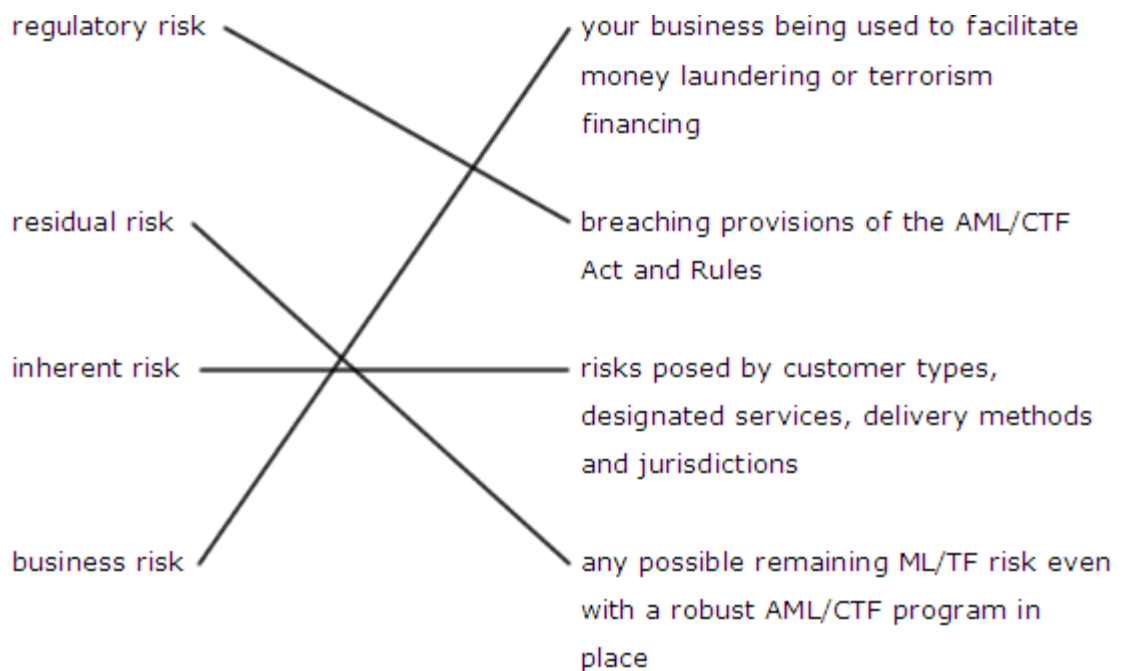 regulatory risk
your business being used to facilitate
money laundering or terrorism
financing
residual risk
breaching provisions of the AML/CTF
Act and Rules
inherent risk
risks posed by customer types,
designated services, delivery methods
and jurisdictions
business risk
any possible remaining ML/TF risk even
with a robust AML/CTF program in
place